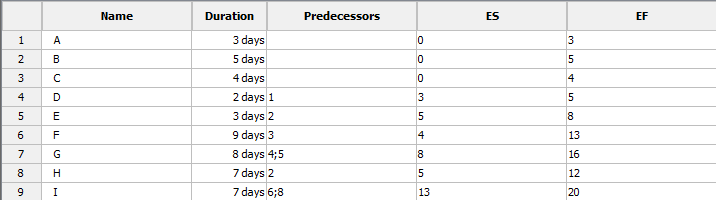 Name Duration Predecessors ES EF
1 A 3 days 0 3
2 B 5 days 0 5
3 C 4 days 0 4
4 D 2 days 1 3 5
5 E 3 days 2 5 8
6 F 9 days 3 4 13
7 G 8 days 4;5 8 16
8 H 7 days 2 5 12
9 I 7 days 6;8 13 20